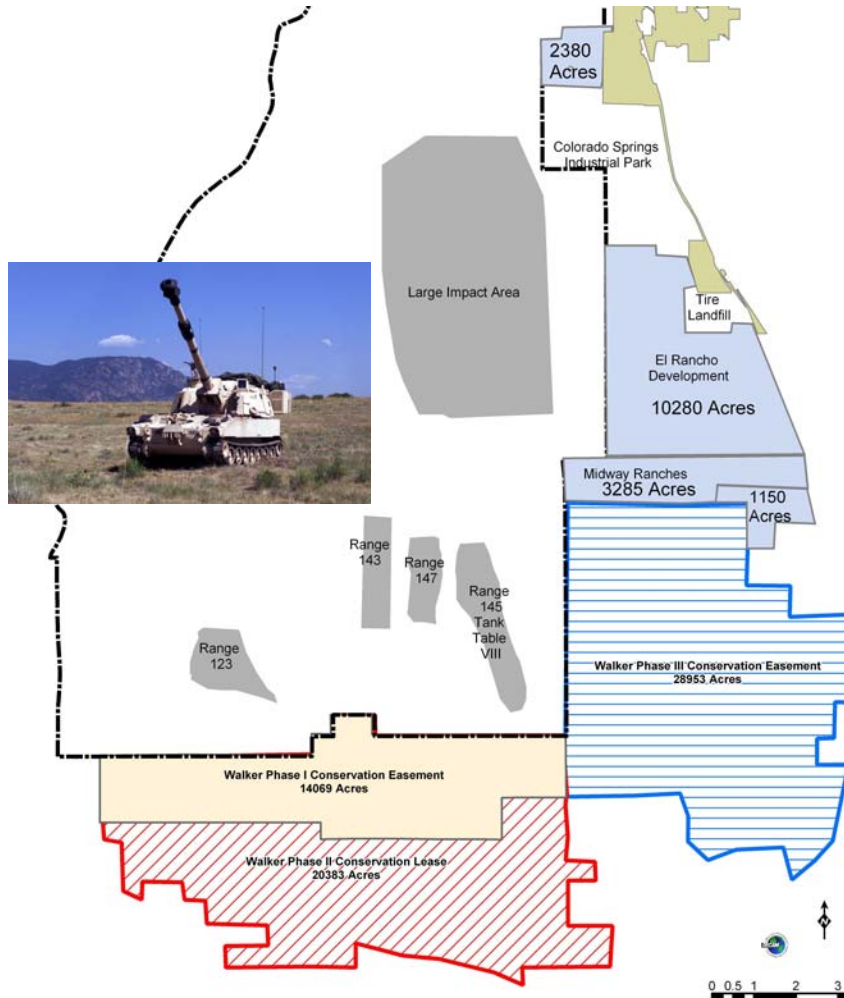 2380
Acres
Colorado Springs
Industrial Park
Large Impact Area
Tire
Landfill
El Rancho
Development
10280 Acres
Midway Ranches
3285 Acres
1150
Acres
Range
143
Range
147
Range
145
Tank
Table
VIII
Range
123
Walker Phase III Conservation Easement
28953 Acres
Walker Phase I Conservation Easement
14069 Acres
Walker Phase II Conservation Lease
20383 Acres
0 0.5 1 2 3